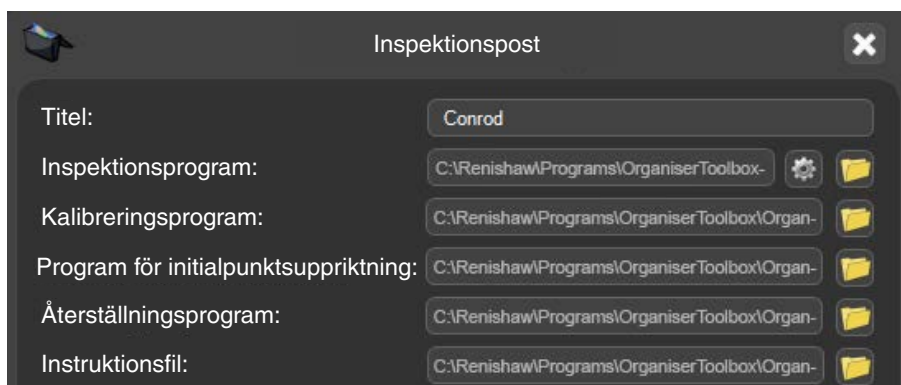 Inspektionspost
Titel: Conrod
Inspektionsprogram: C:\Renishaw\Programs\OrganiserToolbox-
Kalibreringsprogram: C:\Renishaw\Programs\OrganiserToolbox\Organ-
Program för initialpunktsuppriktning: C:\Renishaw\Programs\OrganiserToolbox\Organ-
Återställningsprogram: C:\Renishaw\Programs\OrganiserToolbox\Organ-
Instruktionsfil: C:\Renishaw\Programs\OrganiserToolbox\Organ-